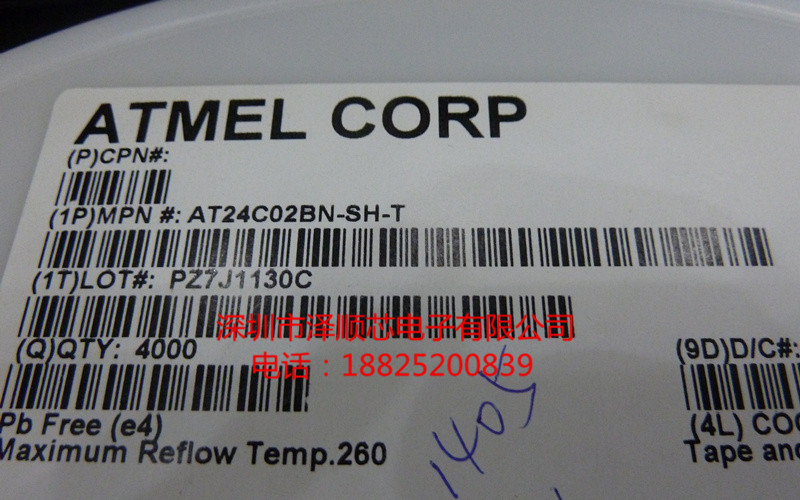 ATMEL CORP
(P)CPN#:
(1P)MPN #: AT24C02BN-SH-T
(1T)LOT#: PZ7J1130C
深圳市泽顺芯电子有限公司
(Q)QTY: 4000
(9D)D/C#:
电话：18825200839
1405
Pb Free (e4)
(4L) COO
Maximum Reflow Temp.260
Tape and